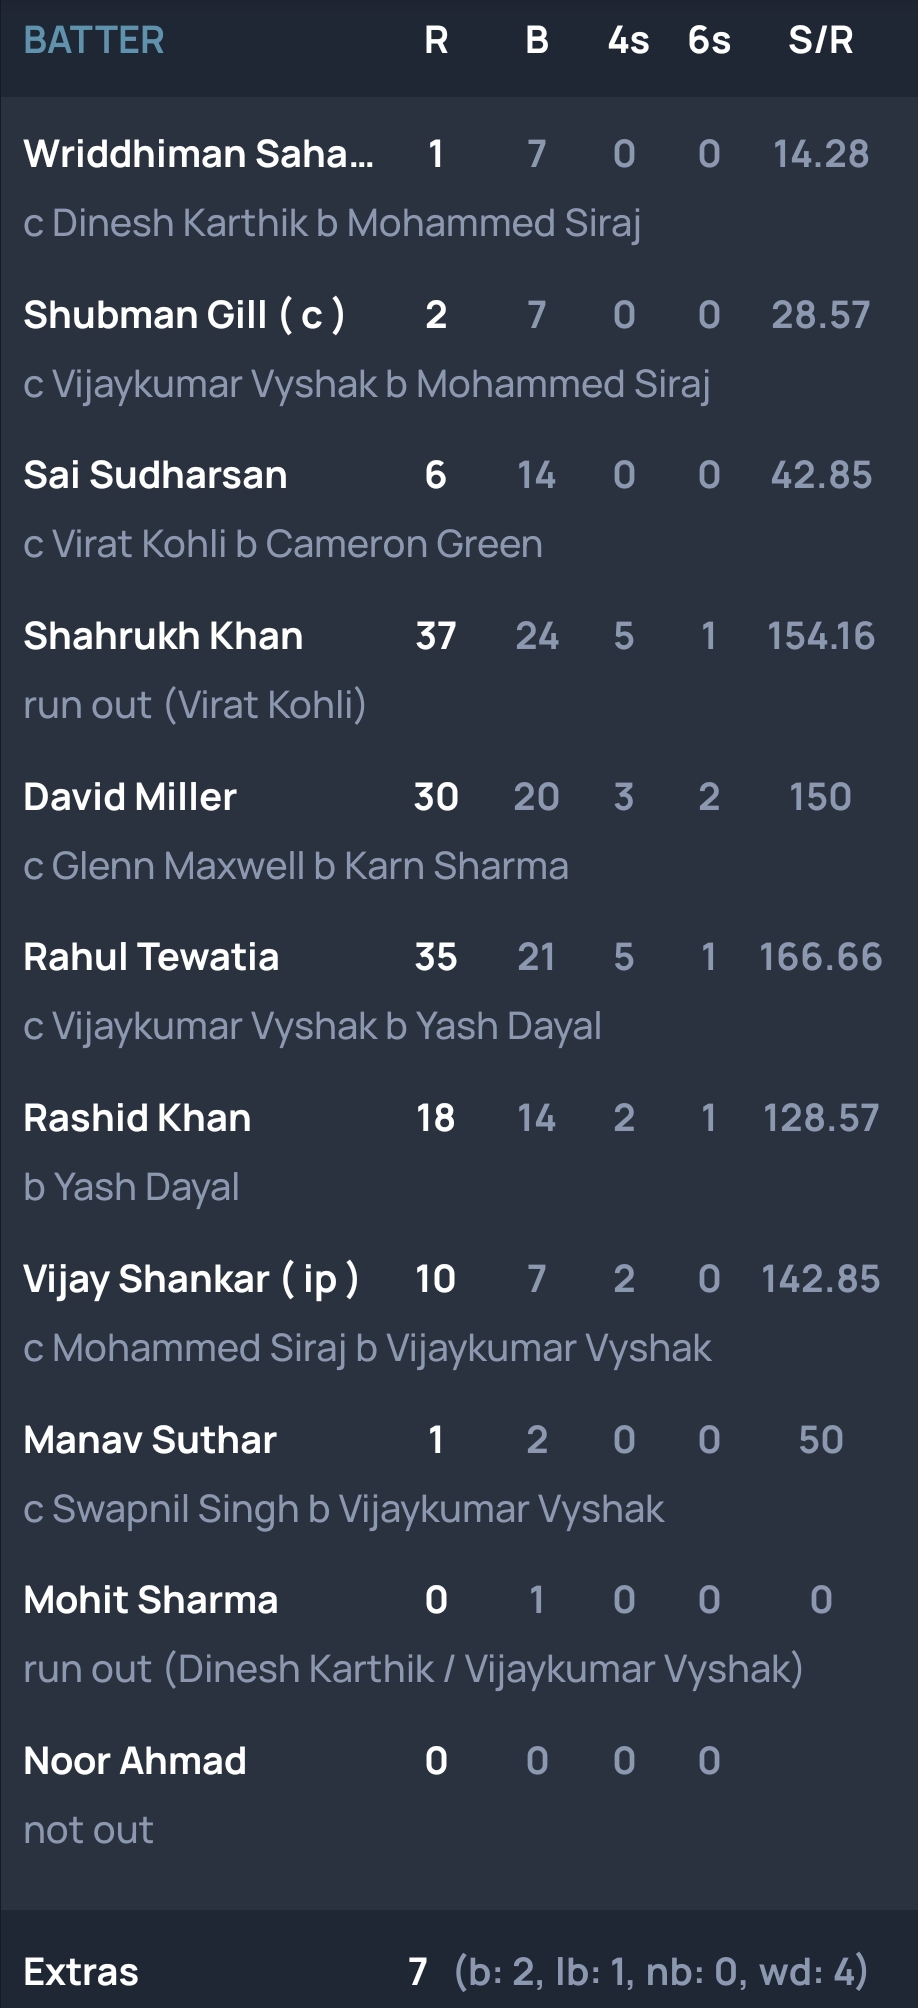 BATTER R B 4s 6s S/R
Wriddhiman Saha... 1 7 0 0 14.28
c Dinesh Karthik b Mohammed Siraj
Shubman Gill ( c ) 2 7 0 0 28.57
c Vijaykumar Vyshak b Mohammed Siraj
Sai Sudharsan 6 14 0 0 42.85
c Virat Kohli b Cameron Green
Shahrukh Khan 37 24 5 1 154.16
run out (Virat Kohli)
David Miller 30 20 3 2 150
c Glenn Maxwell b Karn Sharma
Rahul Tewatia 35 21 5 1 166.66
c Vijaykumar Vyshak b Yash Dayal
Rashid Khan 18 14 2 1 128.57
b Yash Dayal
Vijay Shankar ( ip ) 10 7 2 0 142.85
c Mohammed Siraj b Vijaykumar Vyshak
Manav Suthar 1 2 0 0 50
c Swapnil Singh b Vijaykumar Vyshak
Mohit Sharma 0 1 0 0 0
run out (Dinesh Karthik / Vijaykumar Vyshak)
Noor Ahmad 0 0 0 0
not out
Extras 7 (b: 2, lb: 1, nb: 0, wd: 4)